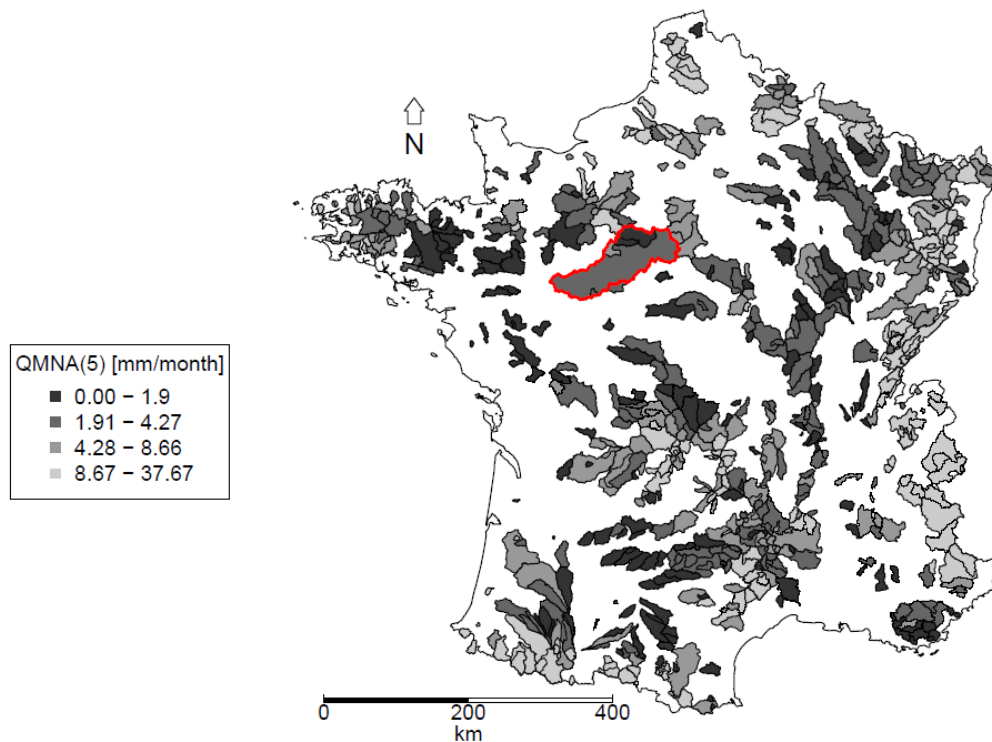 N
QMNA(5) [mm/month]
0.00 − 1.9
1.91 − 4.27
4.28 − 8.66
8.67 − 37.67
0 200 400
km